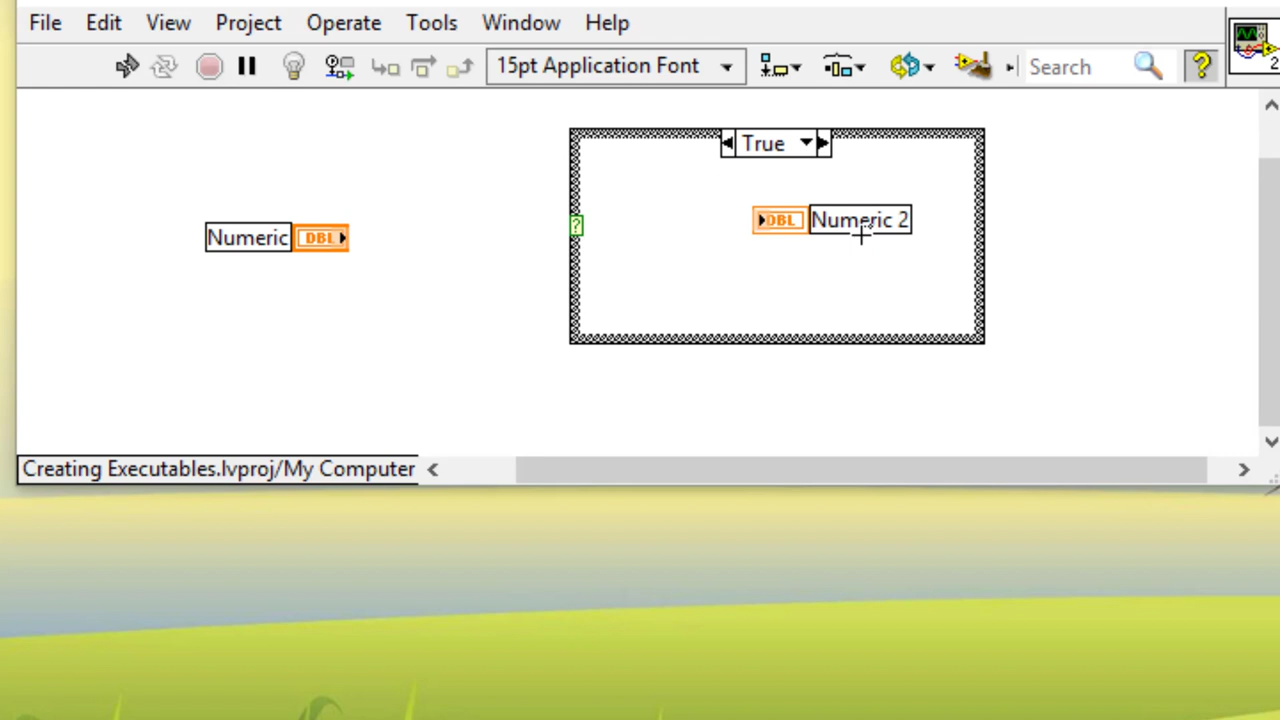 File Edit View Project Operate Tools Window Help
15pt Application Font Search ? 2
True
DBL Numeric 2
?
Numeric DBL
Creating Executables.lvproj/My Computer